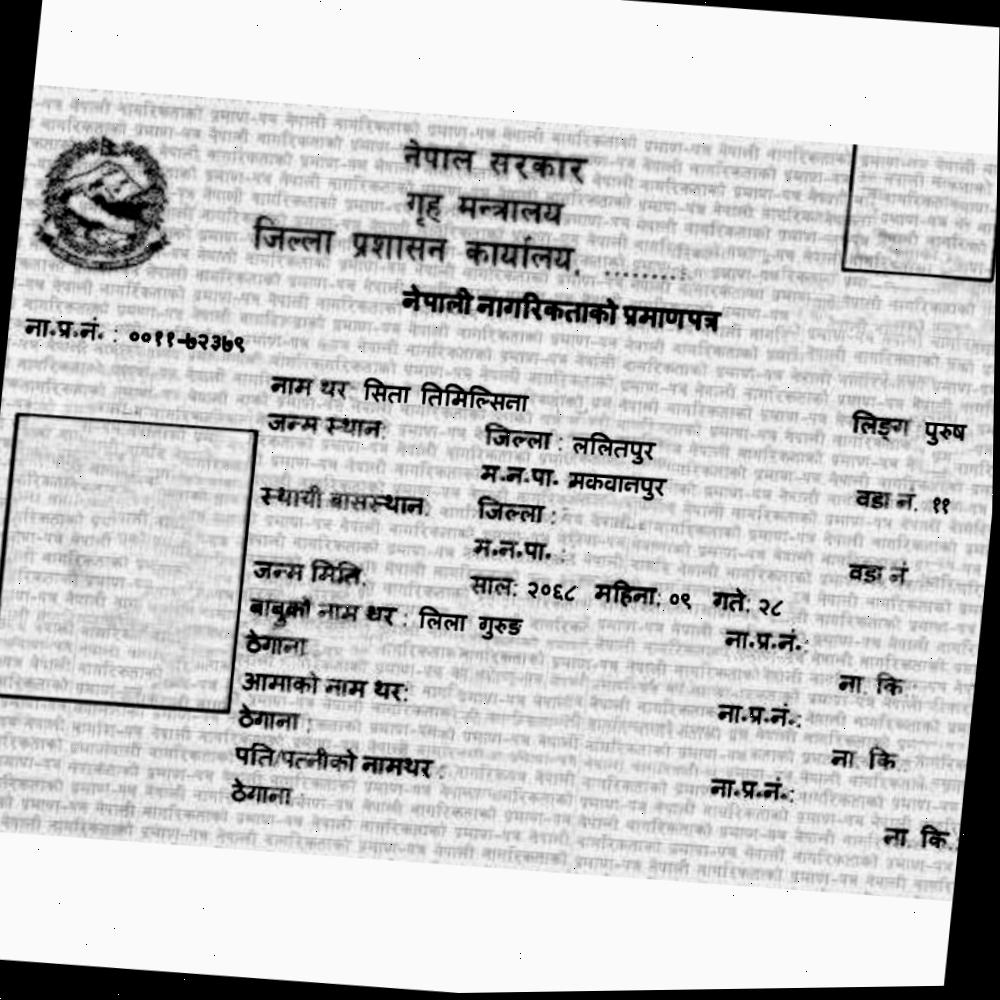 नेपाल सरकार
गृह मन्त्रालय
जिल्ला प्रशासन कार्यालय, .........
नेपाली नागरिकताको प्रमाणपत्र
ना.प्र.नं. : ००११-७२३७९
नाम थर: सिता तिमिल्सिना लिङ्ग पुरुष
जन्म स्थान: जिल्ला : ललितपुर
म.न.पा. मकवानपुर वडा नं. ११
स्थायी बासस्थान: जिल्ला :
म.न.पा. : वडा नं.
जन्म मिति: साल: २०६८ महिना: ०९ गते: २८
बाबुको नाम थर : लिला गुरुङ ना.प्र.नं.:
ठेगाना : ना. कि.:
आमाको नाम थर: ना.प्र.नं.:
ठेगाना : ना. कि.:
पति/पत्नीको नामथर : ना.प्र.नं.:
ठेगाना : ना. कि.: